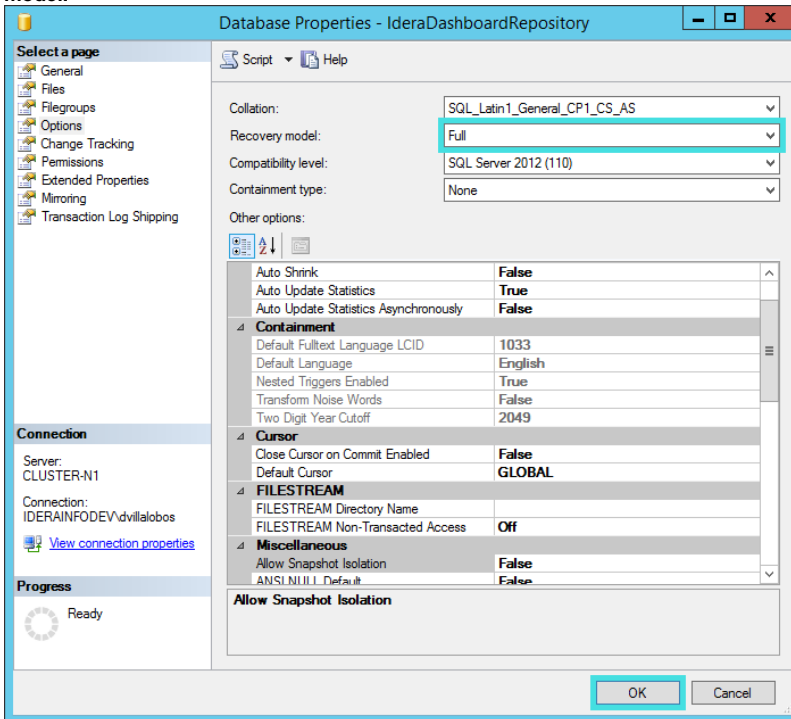 model.
Database Properties - IderaDashboardRepository
Select a page
General
Files
Filegroups
Options
Change Tracking
Permissions
Extended Properties
Mirroring
Transaction Log Shipping
Script Help
Collation: SQL_Latin1_General_CP1_CS_AS
Recovery model: Full
Compatibility level: SQL Server 2012 (110)
Containment type: None
Other options:
Auto Shrink False
Auto Update Statistics True
Auto Update Statistics Asynchronously False
Containment
Default Fulltext Language LCID 1033
Default Language English
Nested Triggers Enabled True
Transform Noise Words False
Two Digit Year Cutoff 2049
Cursor
Close Cursor on Commit Enabled False
Default Cursor GLOBAL
FILESTREAM
FILESTREAM Directory Name
FILESTREAM Non-Transacted Access Off
Miscellaneous
Allow Snapshot Isolation False
ANSI NULL Default False
Allow Snapshot Isolation
Connection
Server:
CLUSTER-N1
Connection:
IDERAINFODEV\dvillalobos
View connection properties
Progress
Ready
OK Cancel